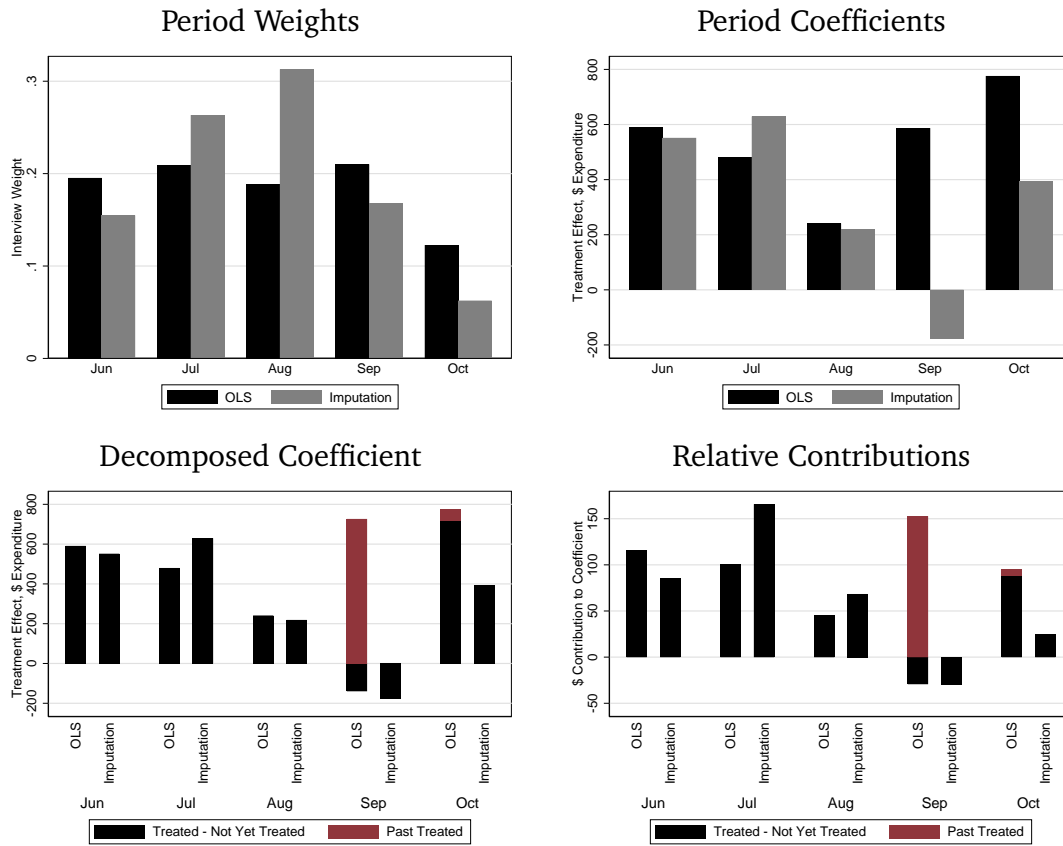 Period Weights
Interview Weight
0 .1 .2 .3
Jun Jul Aug Sep Oct
OLS Imputation
Period Coefficients
Treatment Effect, $ Expenditure
-200 0 200 400 600 800
Jun Jul Aug Sep Oct
OLS Imputation
Decomposed Coefficient
Treatment Effect, $ Expenditure
-200 0 200 400 600 800
OLS Imputation OLS Imputation OLS Imputation OLS Imputation OLS Imputation
Jun Jul Aug Sep Oct
Treated - Not Yet Treated Past Treated
Relative Contributions
$ Contribution to Coefficient
-50 0 50 100 150
OLS Imputation OLS Imputation OLS Imputation OLS Imputation OLS Imputation
Jun Jul Aug Sep Oct
Treated - Not Yet Treated Past Treated